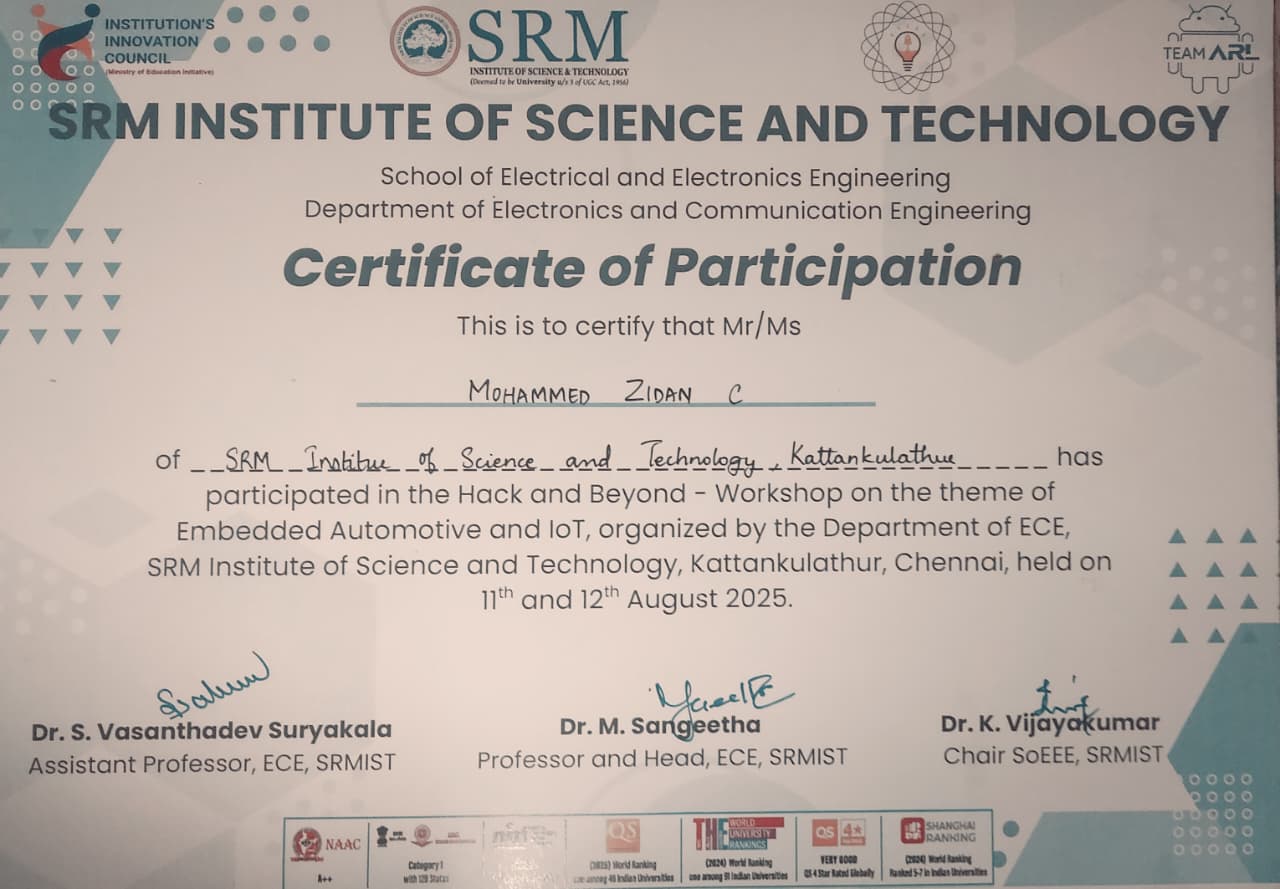 INSTITUTION'S
INNOVATION
COUNCIL
(Ministry of Education Initiative)
SRM
INSTITUTE OF SCIENCE & TECHNOLOGY
(Deemed to be University u/s 3 of UGC Act, 1956)
TEAM ARL
SRM INSTITUTE OF SCIENCE AND TECHNOLOGY
School of Electrical and Electronics Engineering
Department of Electronics and Communication Engineering
Certificate of Participation
This is to certify that Mr/Ms
MOHAMMED ZIDAN C
of SRM Institue of Science and Technology, Kattankulathur has
participated in the Hack and Beyond - Workshop on the theme of
Embedded Automotive and IoT, organized by the Department of ECE,
SRM Institute of Science and Technology, Kattankulathur, Chennai, held on
11th and 12th August 2025.
Dr. S. Vasanthadev Suryakala
Assistant Professor, ECE, SRMIST
Dr. M. Sangeetha
Professor and Head, ECE, SRMIST
Dr. K. Vijayakumar
Chair SoEEE, SRMIST
NAAC
A++
Category 1
with 12B Status
nirf
QS
(2025) World Ranking
one among 46 Indian Universities
THE WORLD
UNIVERSITY
RANKINGS
(2024) World Ranking
one among 91 Indian Universities
QS 4★
VERY GOOD
QS 4 Star Rated Globally
SHANGHAI
RANKING
(2024) World Ranking
Ranked 5-7 in Indian Universities